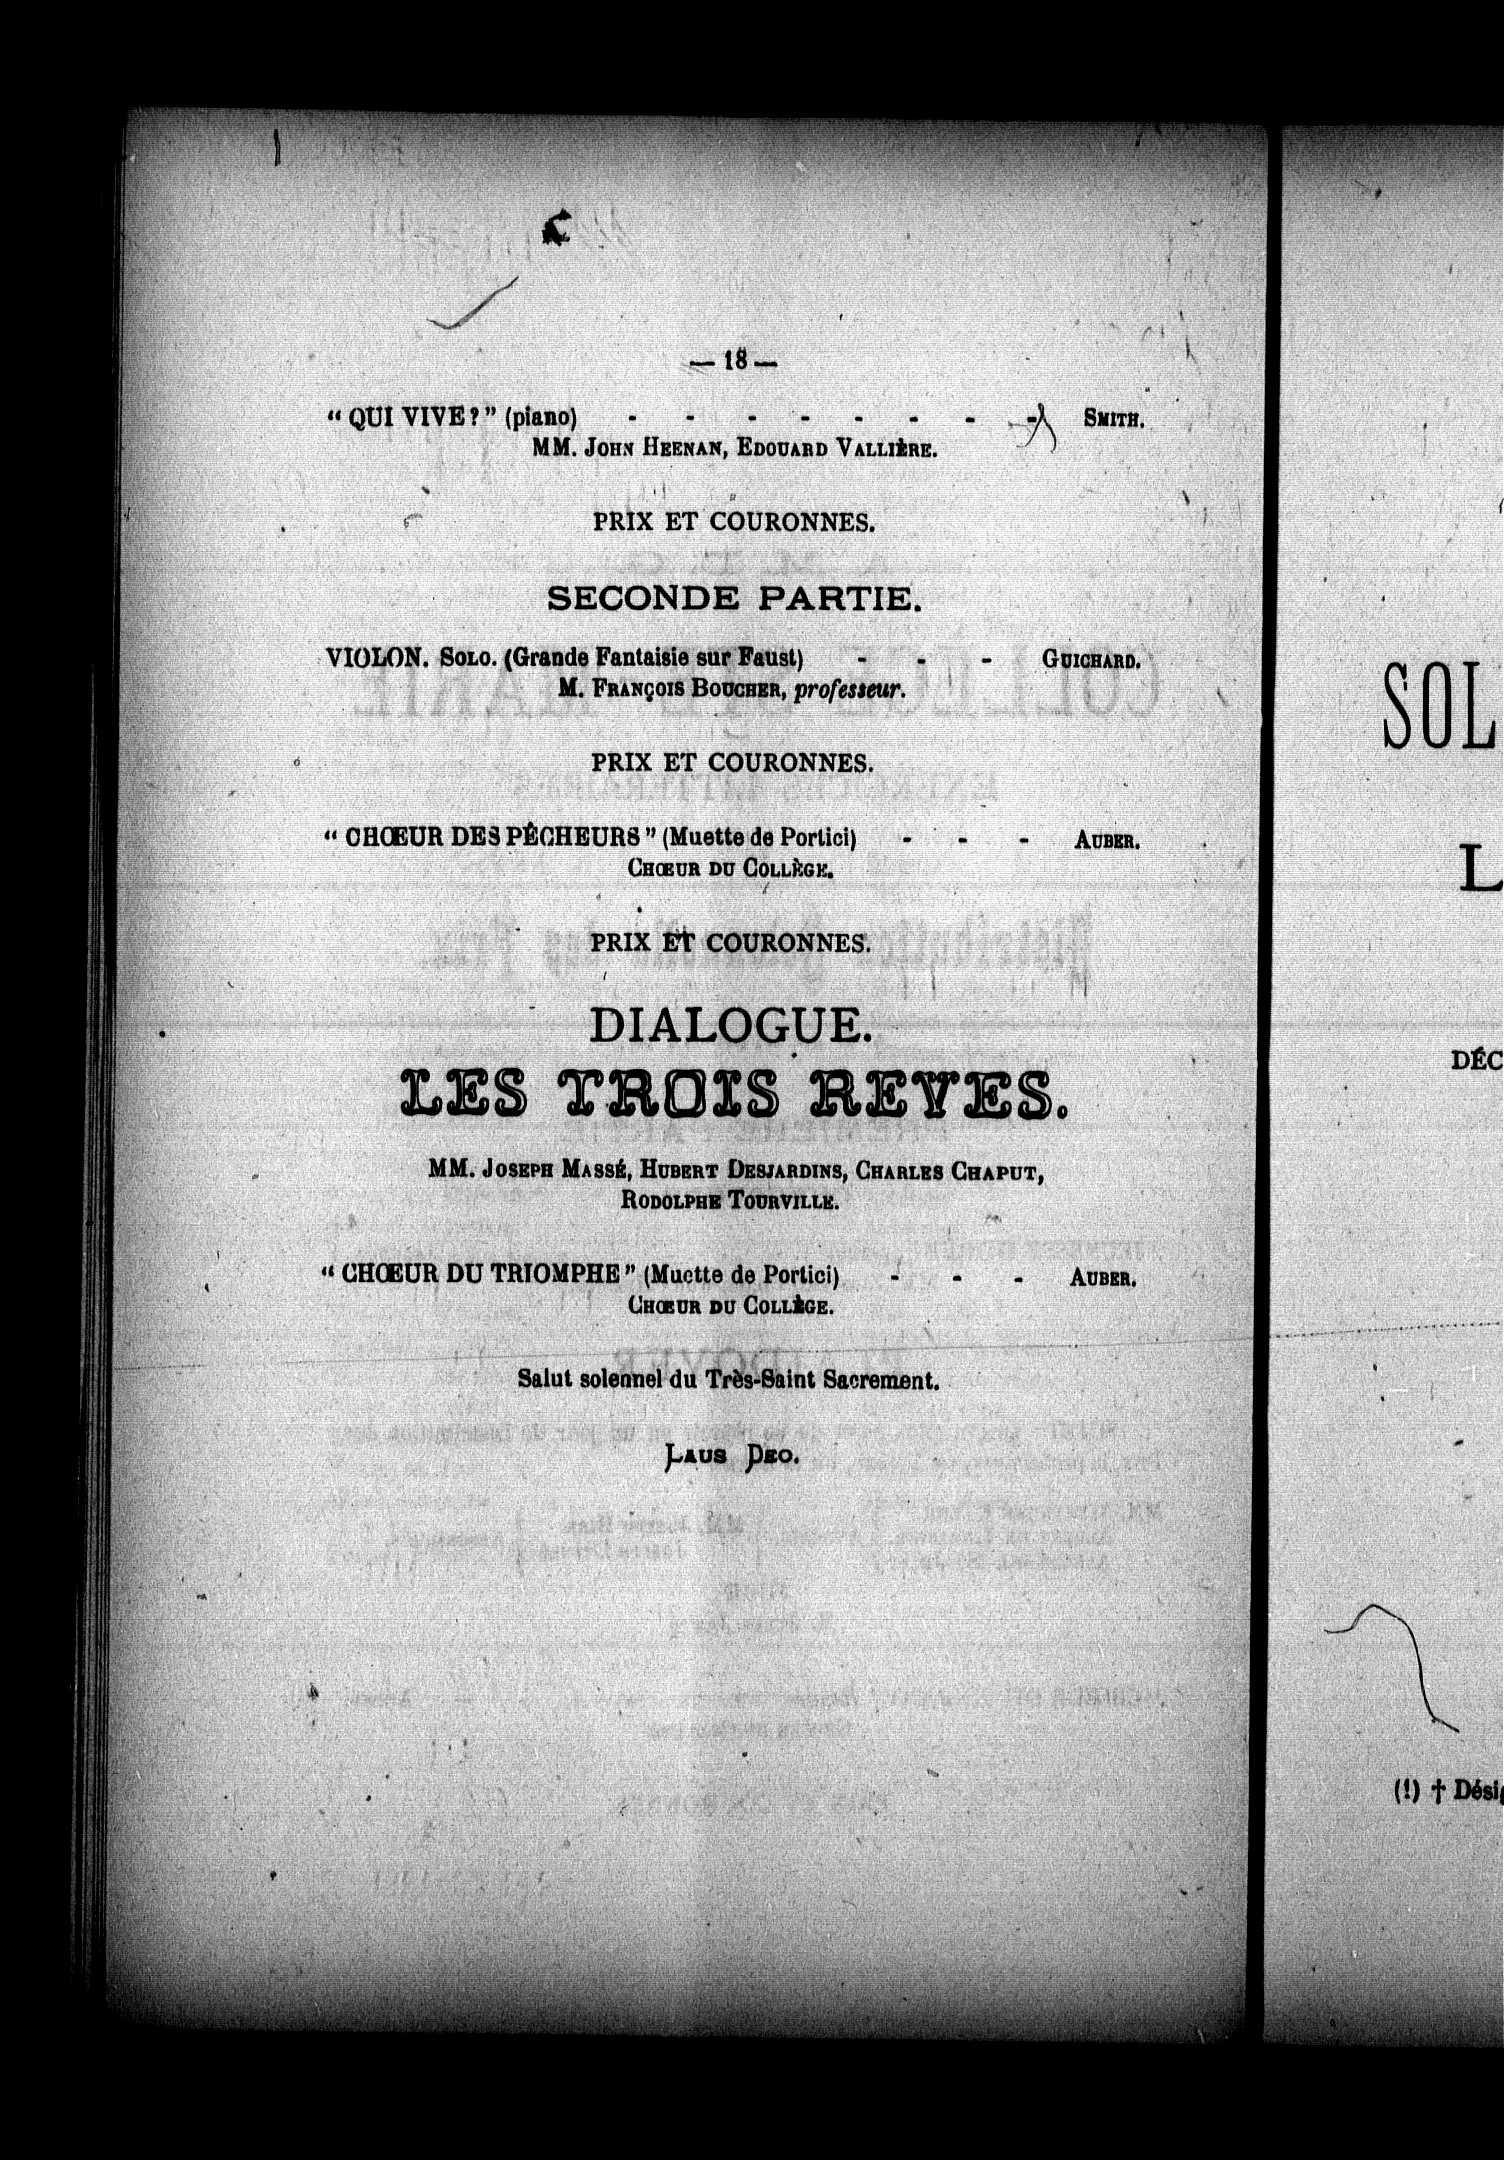 — 18 —
“ QUI VIVE ? ” (piano) - - - - - - - - SMITH.
MM. JOHN HEENAN, EDOUARD VALLIÈRE.
PRIX ET COURONNES.
SECONDE PARTIE.
VIOLON. SOLO. (Grande Fantaisie sur Faust) - - - GUICHARD.
M. FRANÇOIS BOUCHER, professeur.
PRIX ET COURONNES.
“ CHŒUR DES PÊCHEURS ” (Muette de Portici) - - - AUBER.
CHŒUR DU COLLÈGE.
PRIX ET COURONNES.
DIALOGUE.
LES TROIS REVES.
MM. JOSEPH MASSÉ, HUBERT DESJARDINS, CHARLES CHAPUT,
RODOLPHE TOURVILLE.
“ CHŒUR DU TRIOMPHE ” (Muette de Portici) - - - AUBER.
CHŒUR DU COLLÈGE.
Salut solennel du Très-Saint Sacrement.
LAUS DEO.
SOL
L
DÉC
(1) † Désig